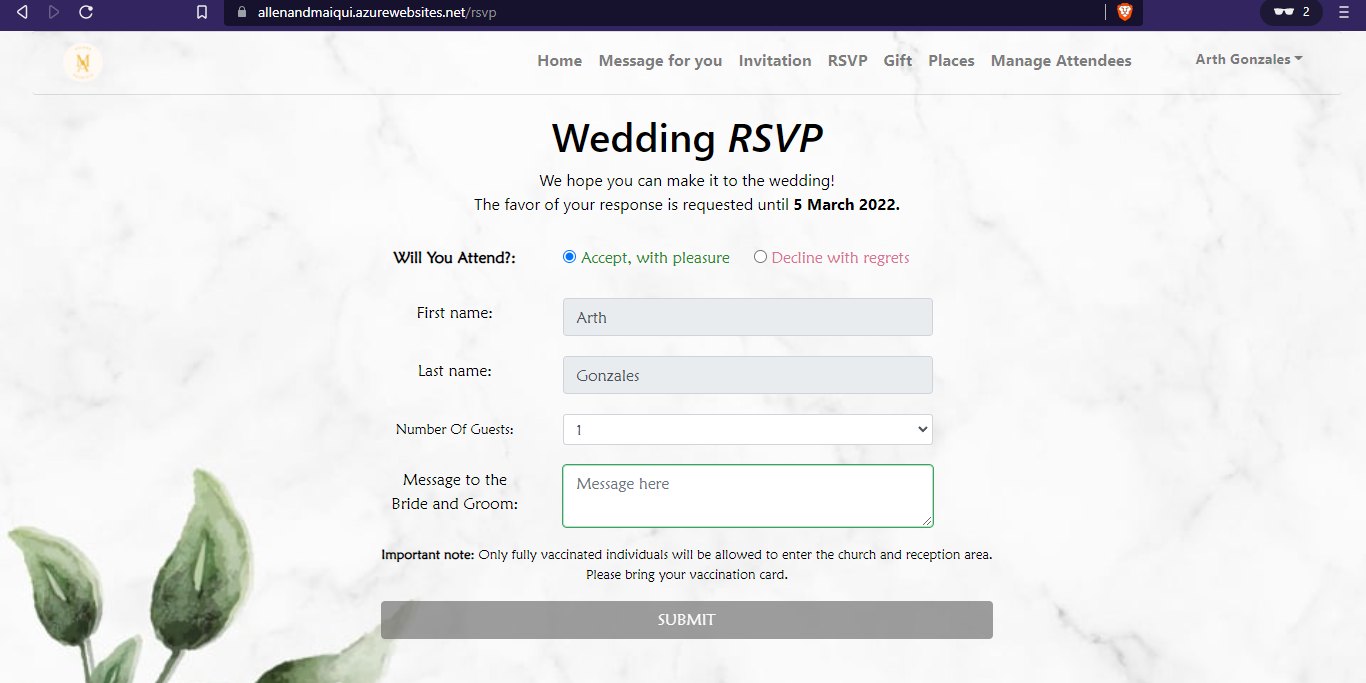 allenandmaiqui.azurewebsites.net/rsvp
2
Home Message for you Invitation RSVP Gift Places Manage Attendees Arth Gonzales
Wedding RSVP
We hope you can make it to the wedding!
The favor of your response is requested until 5 March 2022.
Will You Attend?: Accept, with pleasure Decline with regrets
First name: Arth
Last name: Gonzales
Number Of Guests: 1
Message to the
Bride and Groom:
Message here
Important note: Only fully vaccinated individuals will be allowed to enter the church and reception area.
Please bring your vaccination card.
SUBMIT